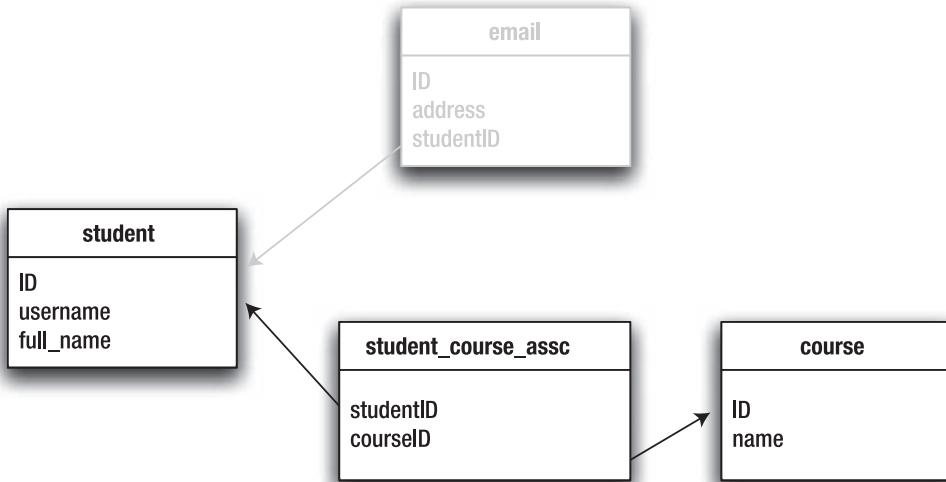 email
ID
address
studentID
student
ID
username
full_name
student_course_assc
studentID
courseID
course
ID
name